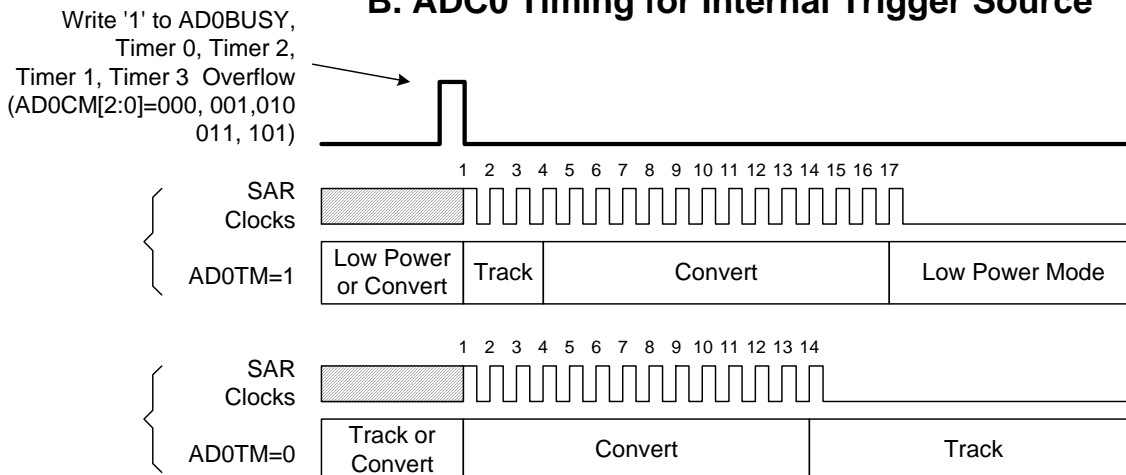 B. ADC0 Timing for Internal Trigger Source
Write '1' to AD0BUSY,
Timer 0, Timer 2,
Timer 1, Timer 3 Overflow
(AD0CM[2:0]=000, 001,010
011, 101)
1 2 3 4 5 6 7 8 9 10 11 12 13 14 15 16 17
SAR
Clocks
AD0TM=1
Low Power
or Convert
Track
Convert
Low Power Mode
1 2 3 4 5 6 7 8 9 10 11 12 13 14
SAR
Clocks
AD0TM=0
Track or
Convert
Convert
Track